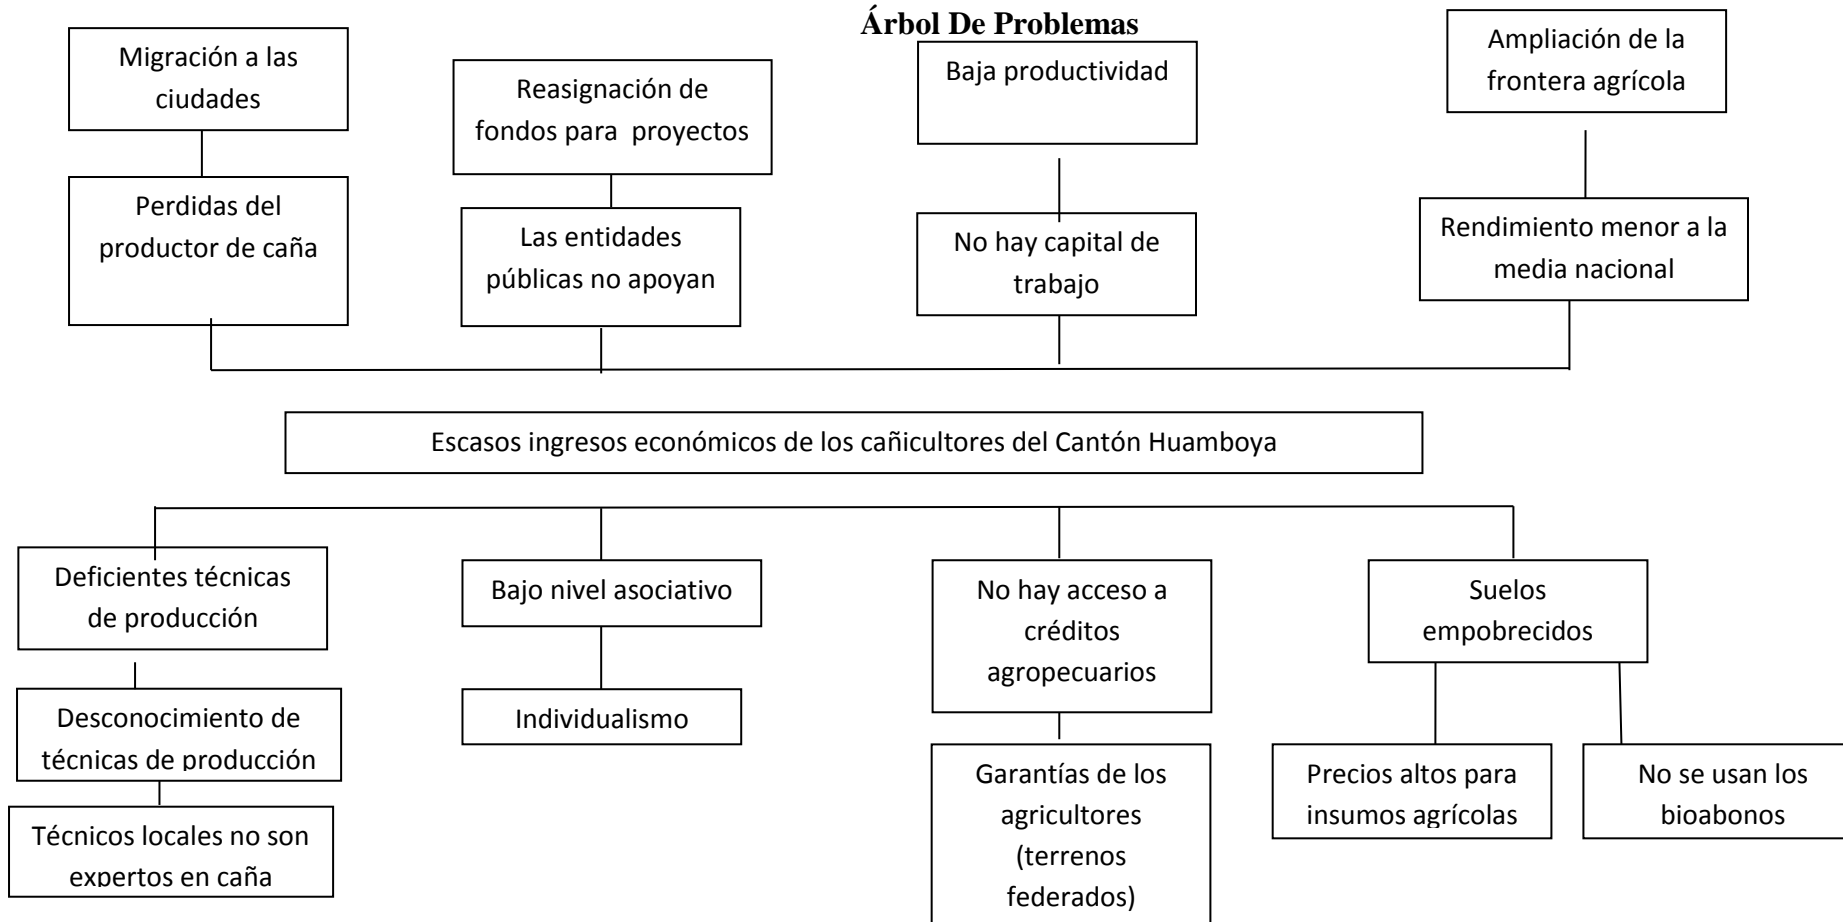 Árbol De Problemas
Migración a las
ciudades
Reasignación de
fondos para proyectos
Baja productividad
Ampliación de la
frontera agrícola
Perdidas del
productor de caña
Las entidades
públicas no apoyan
No hay capital de
trabajo
Rendimiento menor a la
media nacional
Escasos ingresos económicos de los cañicultores del Cantón Huamboya
Deficientes técnicas
de producción
Bajo nivel asociativo
No hay acceso a
créditos
agropecuarios
Suelos
empobrecidos
Desconocimiento de
técnicas de producción
Individualismo
Garantías de los
agricultores
(terrenos
federados)
Precios altos para
insumos agrícolas
No se usan los
bioabonos
Técnicos locales no son
expertos en caña